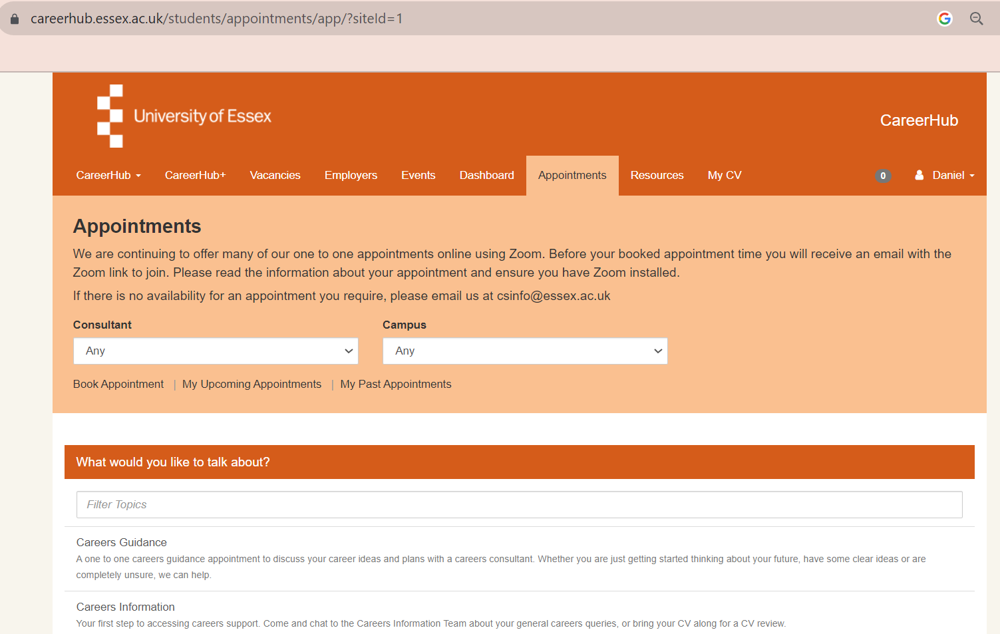 careerhub.essex.ac.uk/students/appointments/app/?siteId=1
University of Essex
CareerHub
CareerHub CareerHub+ Vacancies Employers Events Dashboard Appointments Resources My CV 0 Daniel
Appointments
We are continuing to offer many of our one to one appointments online using Zoom. Before your booked appointment time you will receive an email with the
Zoom link to join. Please read the information about your appointment and ensure you have Zoom installed.
If there is no availability for an appointment you require, please email us at csinfo@essex.ac.uk
Consultant Campus
Any Any
Book Appointment | My Upcoming Appointments | My Past Appointments
What would you like to talk about?
Filter Topics
Careers Guidance
A one to one careers guidance appointment to discuss your career ideas and plans with a careers consultant. Whether you are just getting started thinking about your future, have some clear ideas or are
completely unsure, we can help.
Careers Information
Your first step to accessing careers support. Come and chat to the Careers Information Team about your general careers queries, or bring your CV along for a CV review.